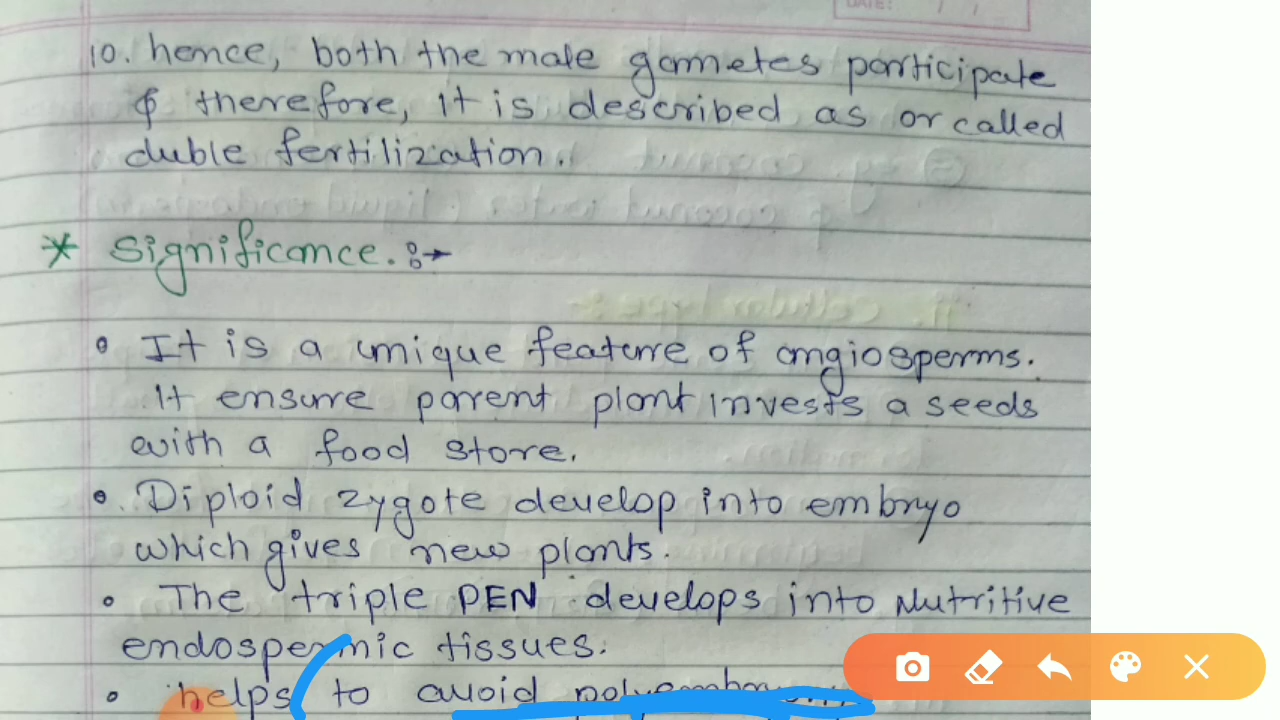 DATE:
10. hence, both the male gametes participate
& therefore, it is described as or called
duble fertilization.
* Significance. :→
• It is a unique feature of angiosperms.
It ensure parent plant invests a seeds
with a food store.
• Diploid zygote develop into embryo
which gives new plants.
• The triple PEN develops into Nutritive
endospermic tissues.
• helps to avoid polyembryony